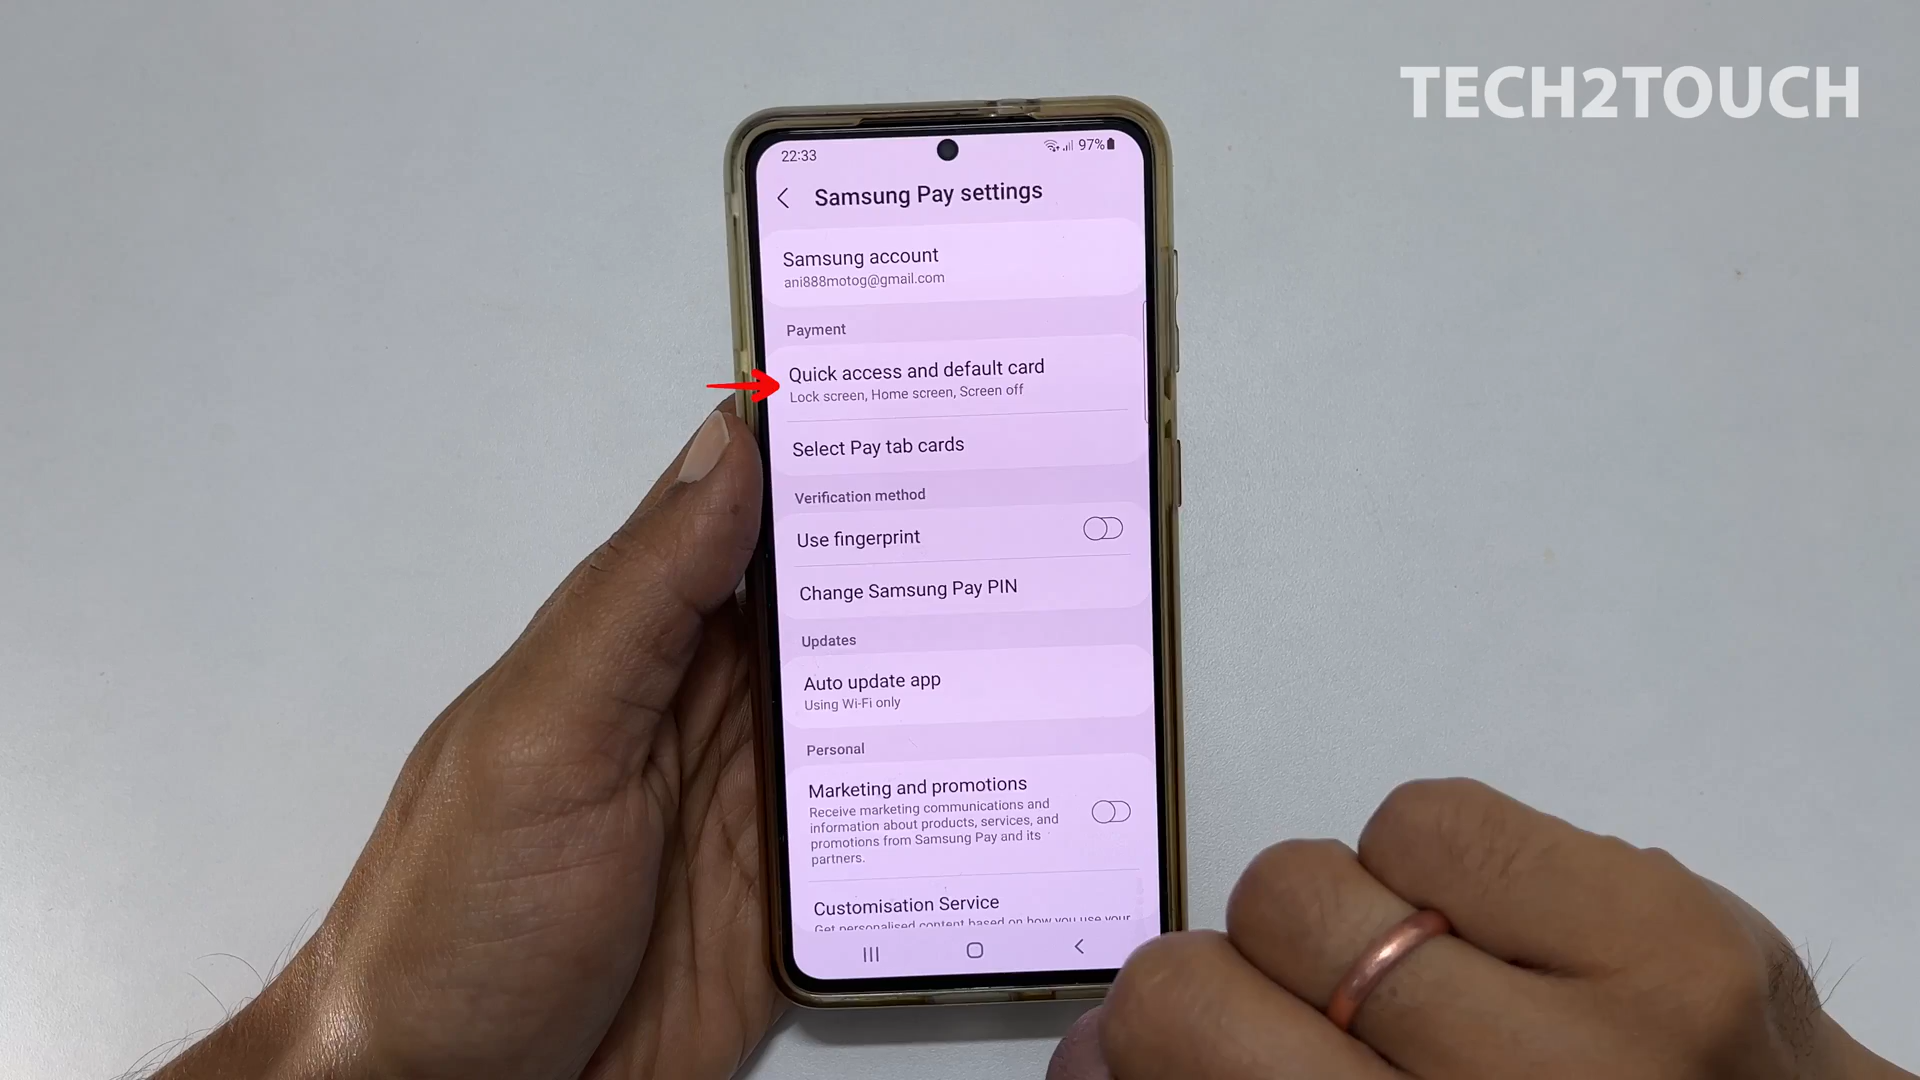 TECH2TOUCH
22:33
97%
Samsung Pay settings
Samsung account
ani888motog@gmail.com
Payment
Quick access and default card
Lock screen, Home screen, Screen off
Select Pay tab cards
Verification method
Use fingerprint
Change Samsung Pay PIN
Updates
Auto update app
Using Wi-Fi only
Personal
Marketing and promotions
Receive marketing communications and
information about products, services, and
promotions from Samsung Pay and its
partners.
Customisation Service
Get personalised content based on how you use your